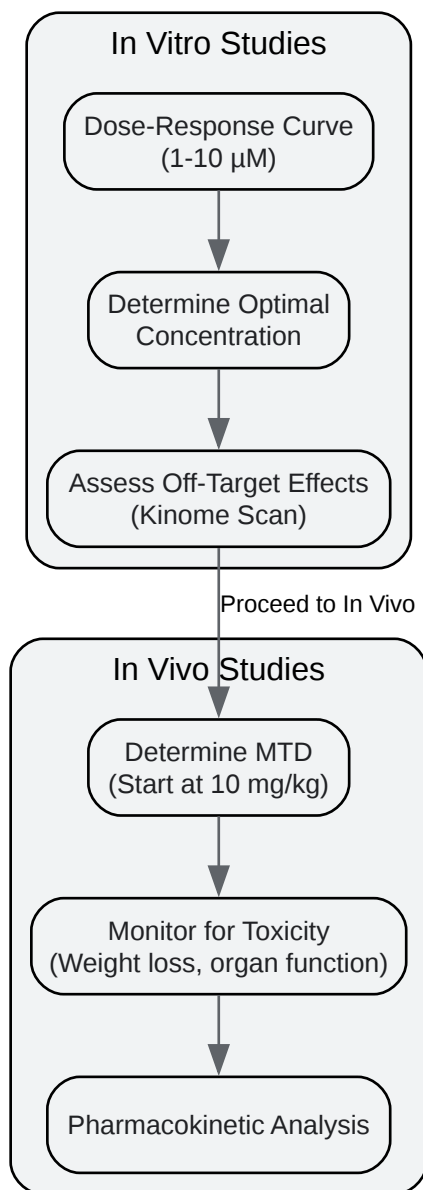 In Vitro Studies
Dose-Response Curve
(1-10 µM)
Determine Optimal
Concentration
Assess Off-Target Effects
(Kinome Scan)
Proceed to In Vivo
In Vivo Studies
Determine MTD
(Start at 10 mg/kg)
Monitor for Toxicity
(Weight loss, organ function)
Pharmacokinetic Analysis